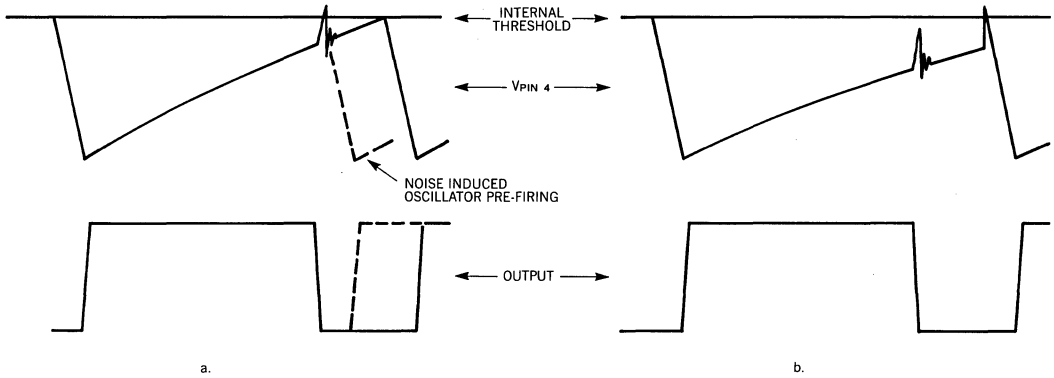 INTERNAL
THRESHOLD
VPIN 4
NOISE INDUCED
OSCILLATOR PRE-FIRING
OUTPUT
a.
b.